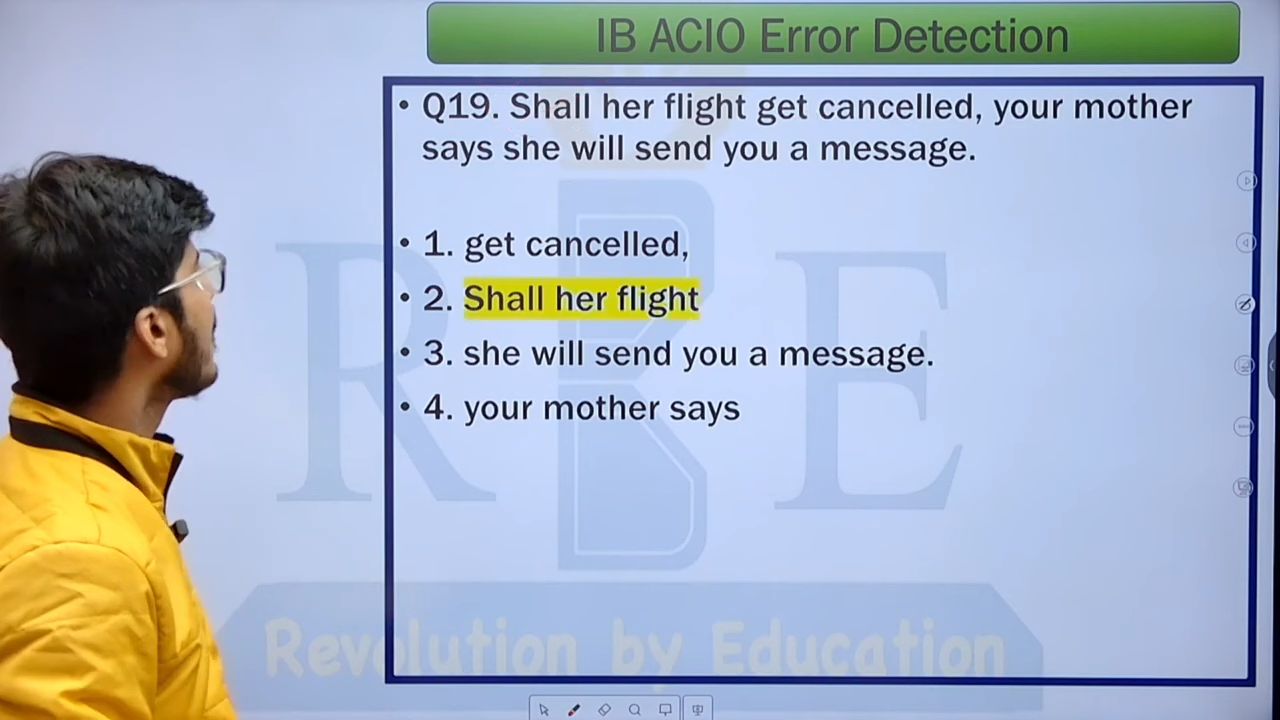 IB ACIO Error Detection
• Q19. Shall her flight get cancelled, your mother
says she will send you a message.
• 1. get cancelled,
• 2. Shall her flight
• 3. she will send you a message.
• 4. your mother says
R B E
Revolution by Education